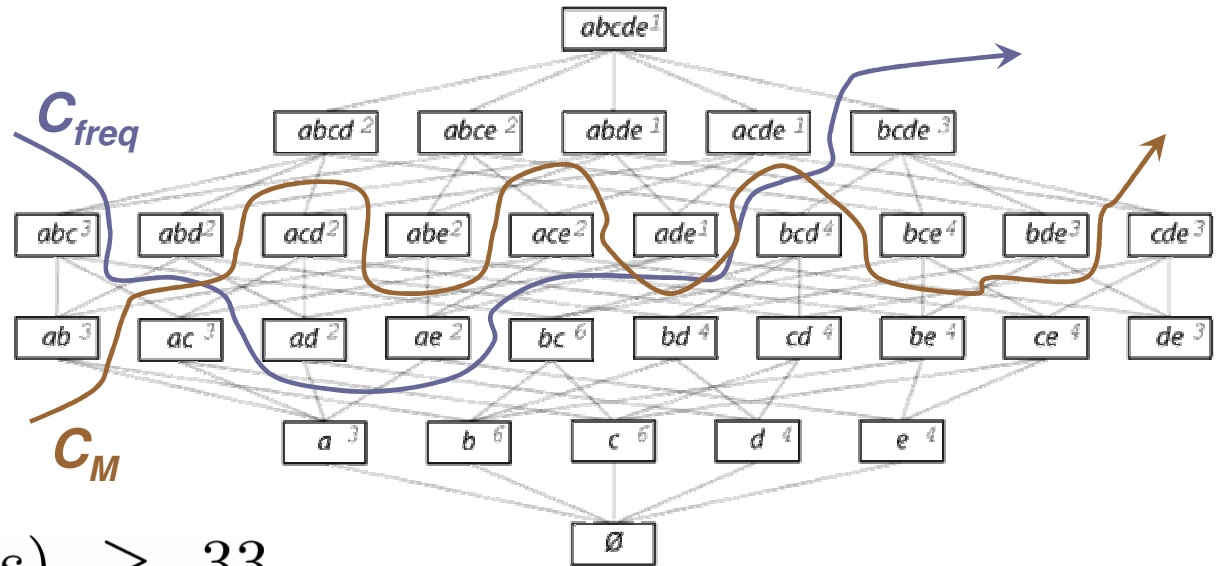 abcde 1
C_freq
abcd 2 abce 2 abde 1 acde 1 bcde 3
abc 3 abd 2 acd 2 abe 2 ace 2 ade 1 bcd 4 bce 4 bde 3 cde 3
ab 3 ac 3 ad 2 ae 2 bc 6 bd 4 cd 4 be 4 ce 4 de 3
C_M
a 3 b 6 c 6 d 4 e 4
Ø